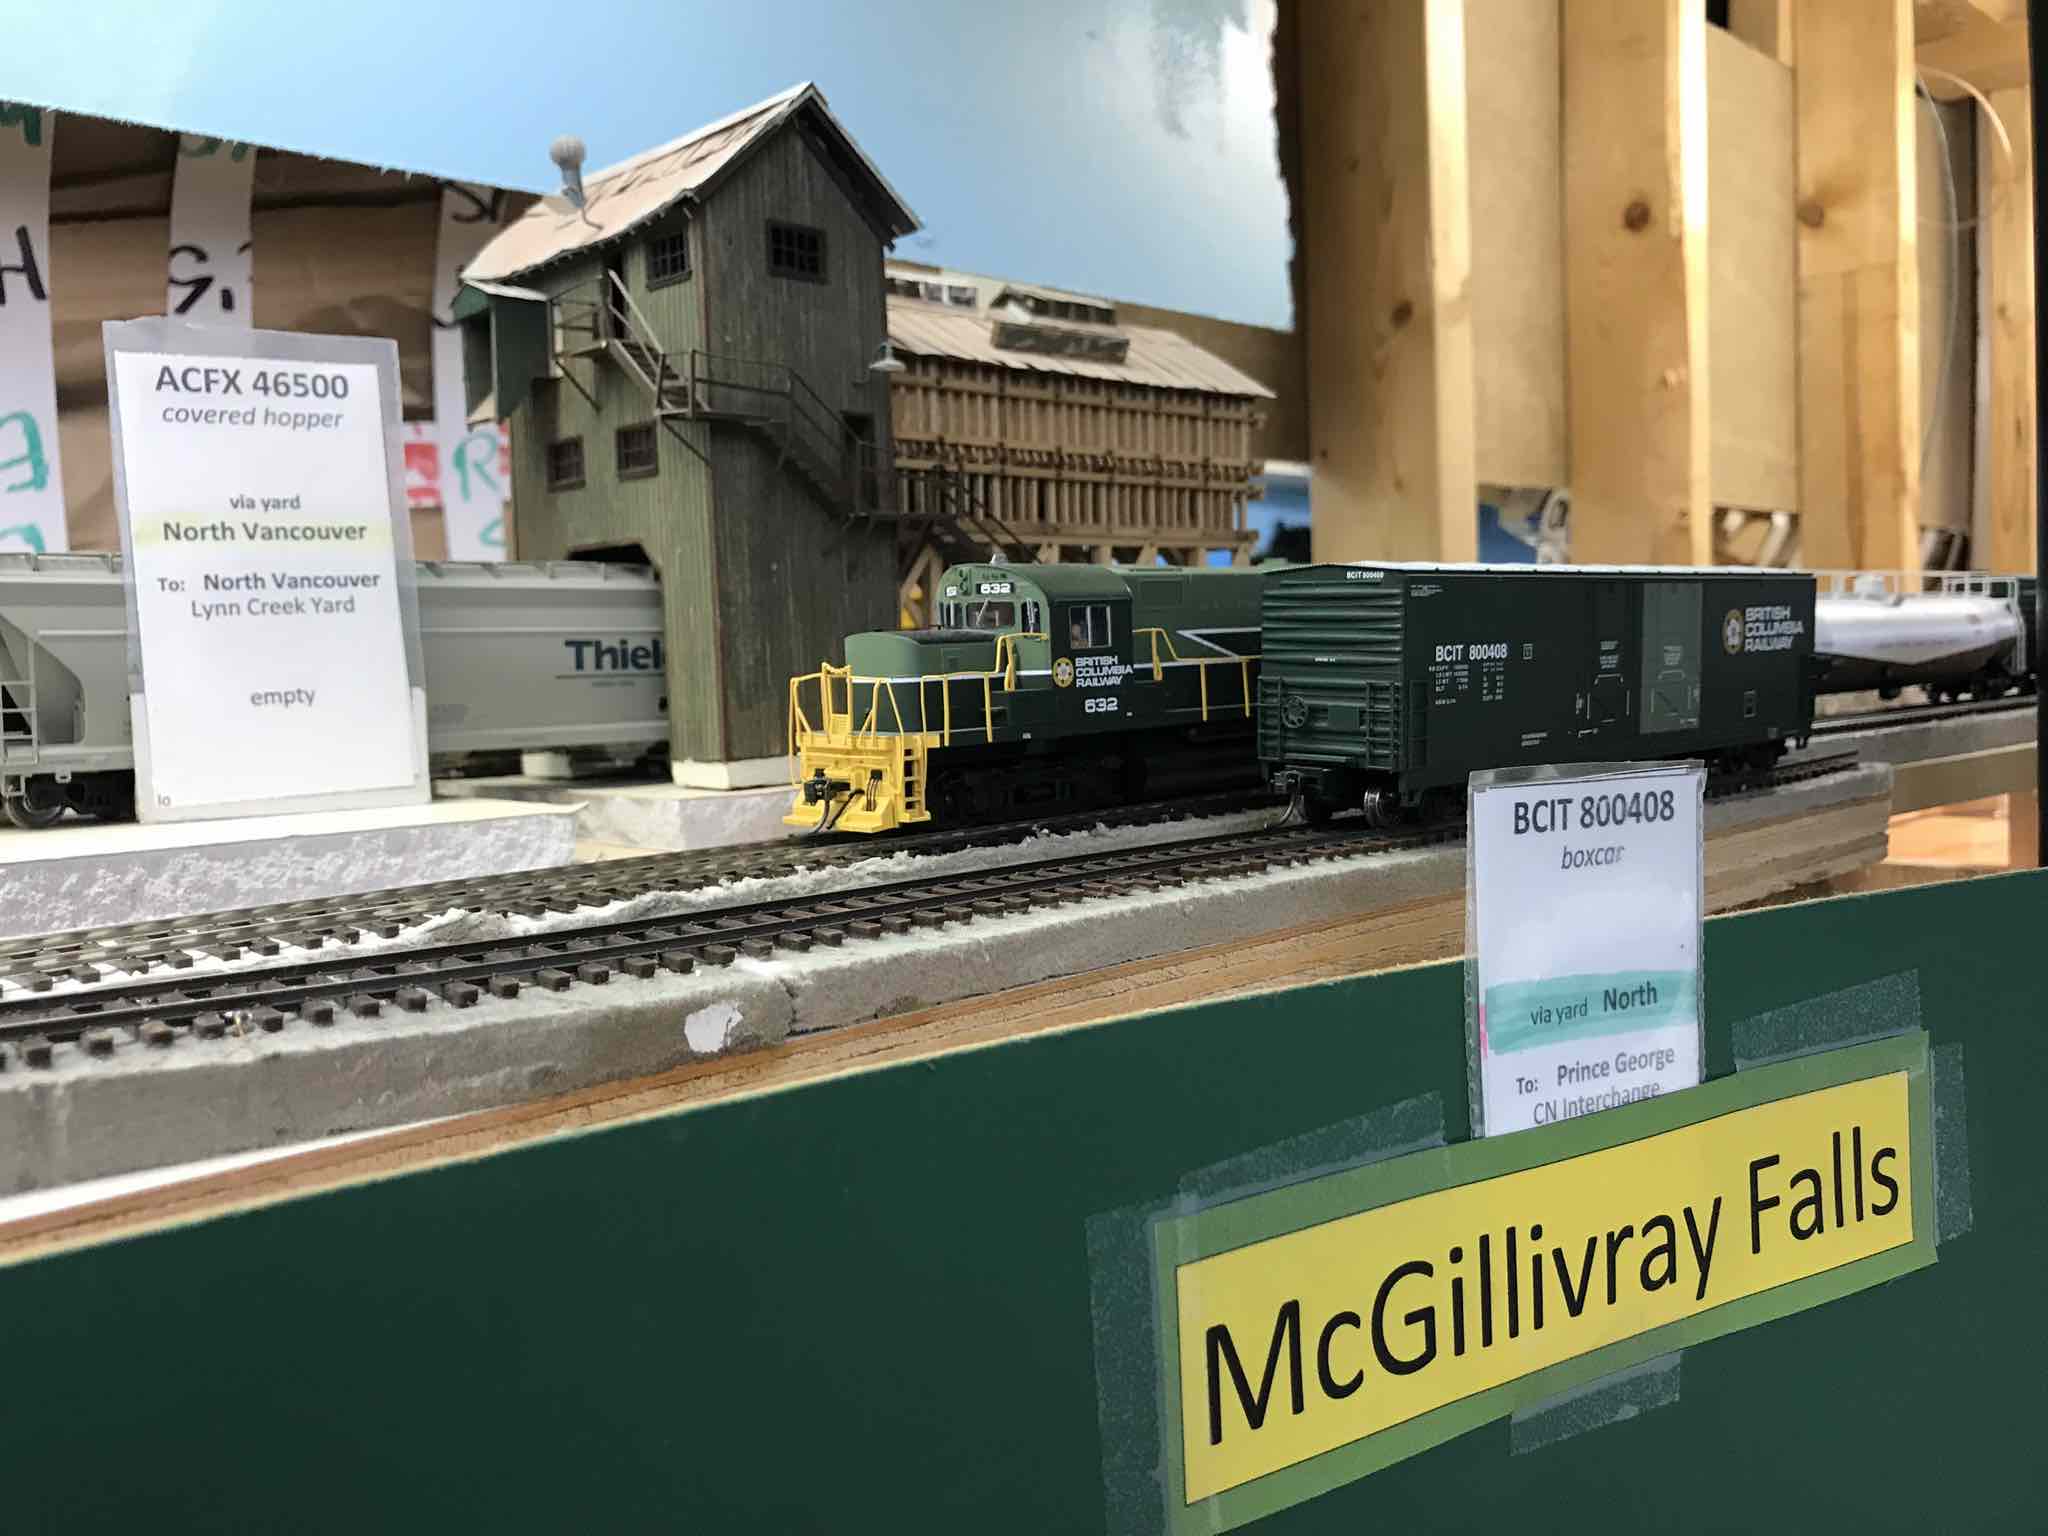 ACFX 46500
covered hopper
via yard
North Vancouver
To: North Vancouver
Lynn Creek Yard
empty
lo
Thiel
632
BRITISH
COLUMBIA
RAILWAY
632
BCIT 800408
BCIT 800408
BRITISH
COLUMBIA
RAILWAY
BCIT 800408
boxcar
via yard North
To: Prince George
CN Interchange
McGillivray Falls